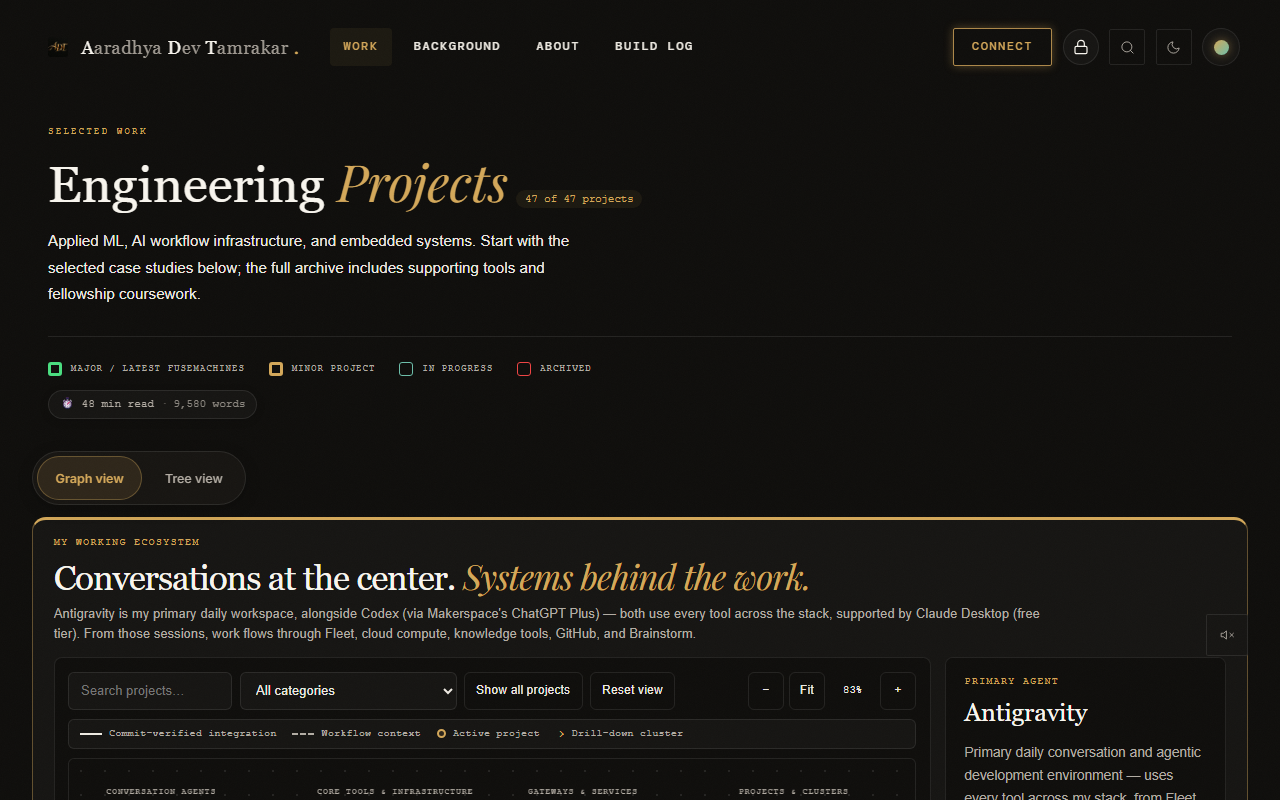 Aaradhya Dev Tamrakar .
WORK
BACKGROUND
ABOUT
BUILD LOG
CONNECT
SELECTED WORK
Engineering Projects
47 of 47 projects
Applied ML, AI workflow infrastructure, and embedded systems. Start with the
selected case studies below; the full archive includes supporting tools and
fellowship coursework.
MAJOR / LATEST FUSEMACHINES
MINOR PROJECT
IN PROGRESS
ARCHIVED
48 min read · 9,580 words
Graph view
Tree view
MY WORKING ECOSYSTEM
Conversations at the center. Systems behind the work.
Antigravity is my primary daily workspace, alongside Codex (via Makerspace's ChatGPT Plus) — both use every tool across the stack, supported by Claude Desktop (free
tier). From those sessions, work flows through Fleet, cloud compute, knowledge tools, GitHub, and Brainstorm.
Search projects...
All categories
Show all projects
Reset view
−
Fit
83%
+
Commit-verified integration
Workflow context
Active project
Drill-down cluster
CONVERSATION AGENTS
CORE TOOLS & INFRASTRUCTURE
GATEWAYS & SERVICES
PROJECTS & CLUSTERS
PRIMARY AGENT
Antigravity
Primary daily conversation and agentic
development environment — uses
every tool across my stack, from Fleet